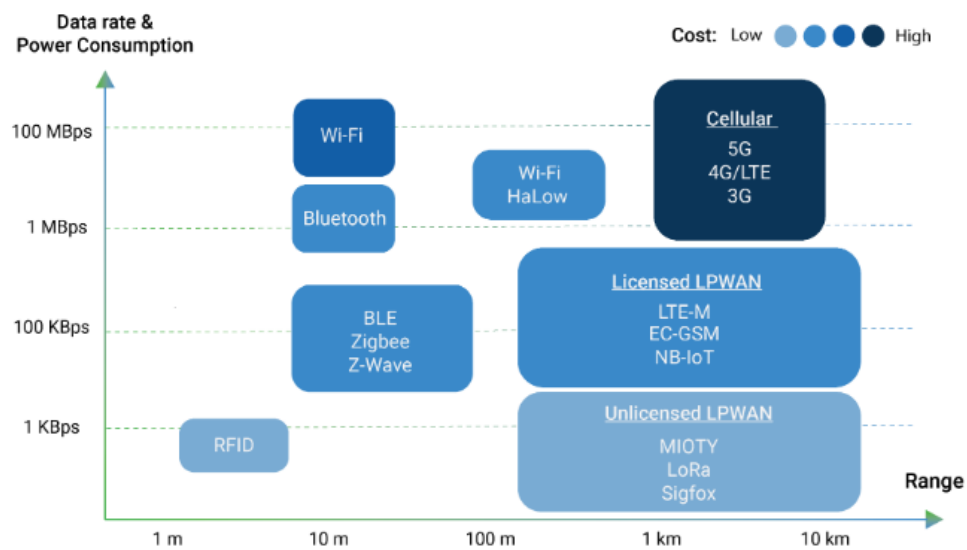 Data rate &
Power Consumption
Cost: Low High
100 MBps
Wi-Fi
Cellular
5G
4G/LTE
3G
Wi-Fi
HaLow
Bluetooth
1 MBps
Licensed LPWAN
LTE-M
EC-GSM
NB-IoT
BLE
Zigbee
Z-Wave
100 KBps
Unlicensed LPWAN
MIOTY
LoRa
Sigfox
1 KBps
RFID
Range
1 m 10 m 100 m 1 km 10 km